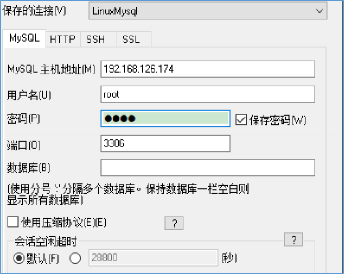 保存的连接(V) LinuxMysql
MySQL HTTP SSH SSL
MySQL 主机地址(M) 192.168.126.174
用户名(U) root
密码(P) ●●●● 保存密码(W)
端口(O) 3306
数据库(B)
(使用分号 ';' 分隔多个数据库。保持数据库一栏空白则
显示所有数据库)
使用压缩协议(E)(E) ?
会话空闲超时 ?
默认(F) 28800 (秒)